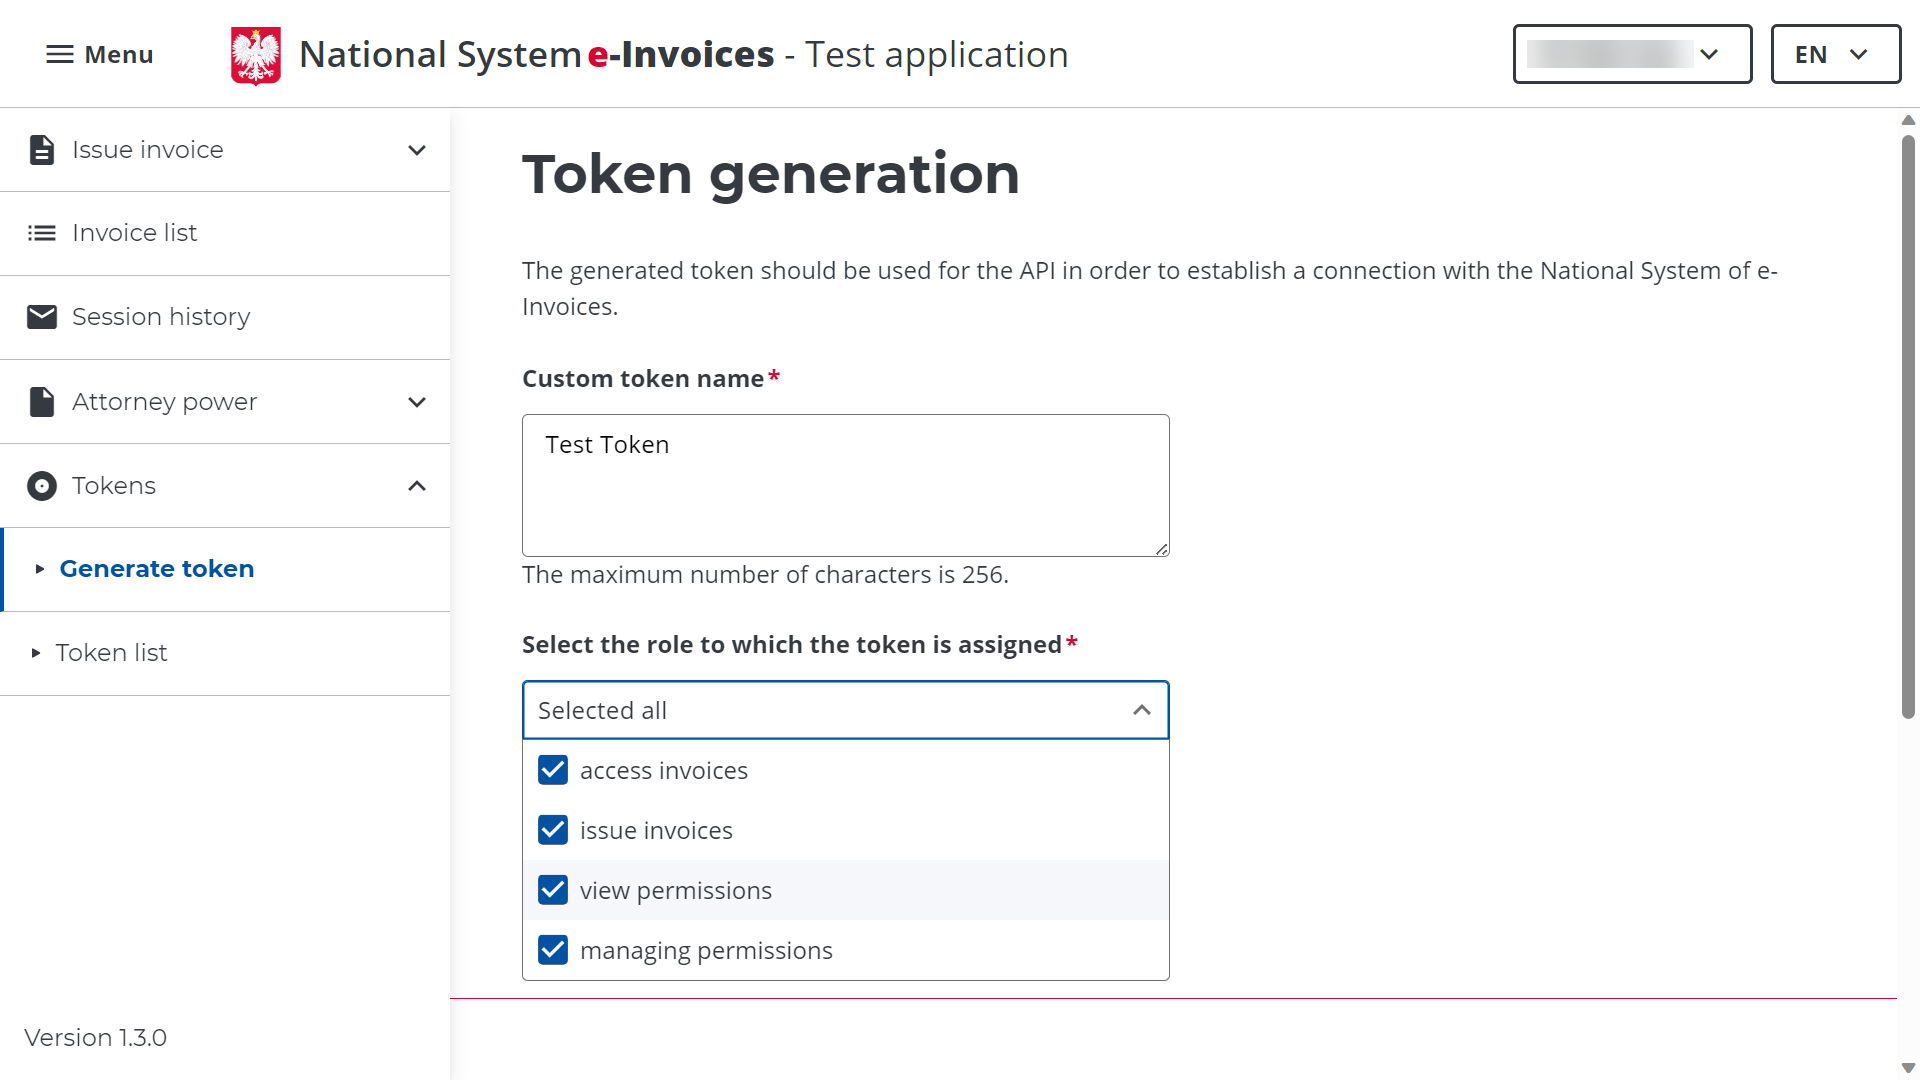 Menu
National System e-Invoices - Test application
EN
Issue invoice
Invoice list
Session history
Attorney power
Tokens
Generate token
Token list
Version 1.3.0
Token generation
The generated token should be used for the API in order to establish a connection with the National System of e-
Invoices.
Custom token name*
Test Token
The maximum number of characters is 256.
Select the role to which the token is assigned*
Selected all
access invoices
issue invoices
view permissions
managing permissions